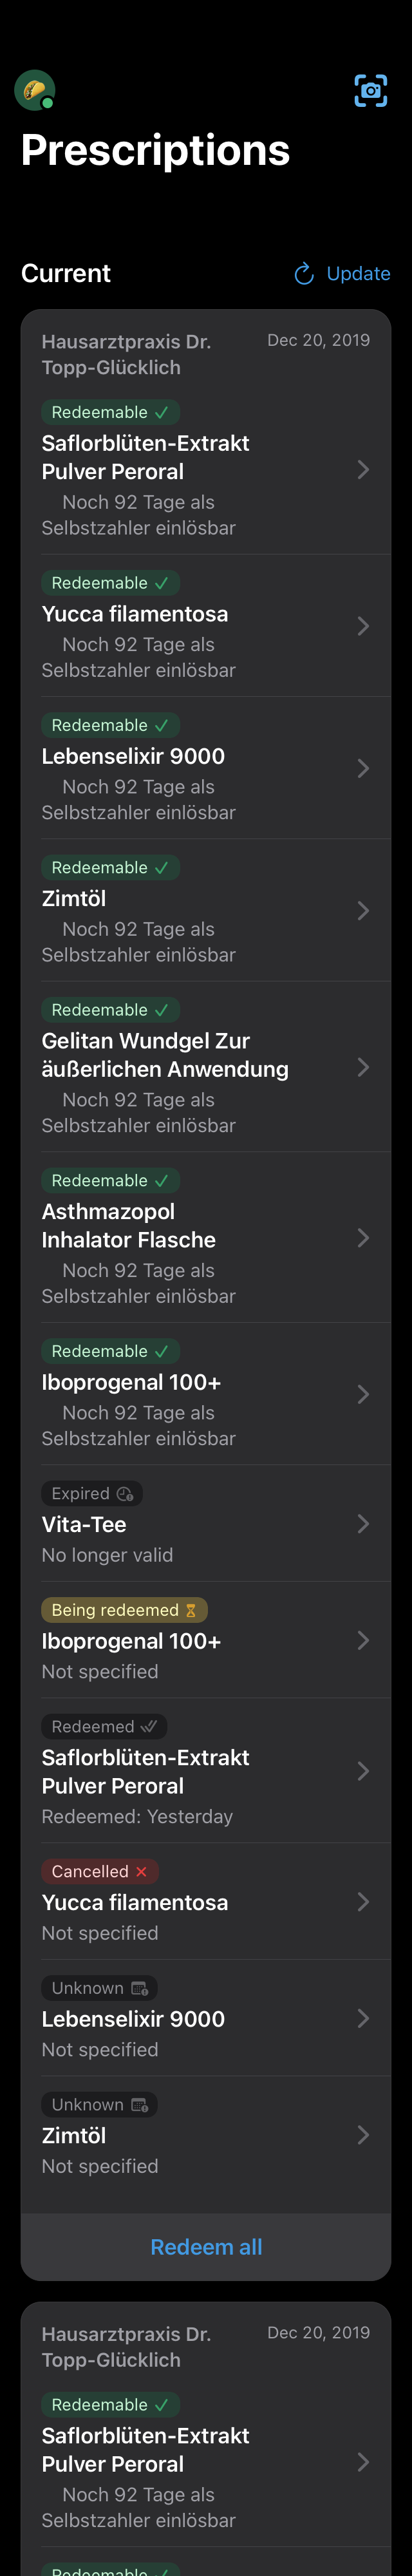 Prescriptions
Current
Update
Hausarztpraxis Dr.
Topp-Glücklich
Dec 20, 2019
Redeemable
Saflorblüten-Extrakt
Pulver Peroral
Noch 92 Tage als
Selbstzahler einlösbar
Redeemable
Yucca filamentosa
Noch 92 Tage als
Selbstzahler einlösbar
Redeemable
Lebenselixir 9000
Noch 92 Tage als
Selbstzahler einlösbar
Redeemable
Zimtöl
Noch 92 Tage als
Selbstzahler einlösbar
Redeemable
Gelitan Wundgel Zur
äußerlichen Anwendung
Noch 92 Tage als
Selbstzahler einlösbar
Redeemable
Asthmazopol
Inhalator Flasche
Noch 92 Tage als
Selbstzahler einlösbar
Redeemable
Iboprogenal 100+
Noch 92 Tage als
Selbstzahler einlösbar
Expired
Vita-Tee
No longer valid
Being redeemed
Iboprogenal 100+
Not specified
Redeemed
Saflorblüten-Extrakt
Pulver Peroral
Redeemed: Yesterday
Cancelled
Yucca filamentosa
Not specified
Unknown
Lebenselixir 9000
Not specified
Unknown
Zimtöl
Not specified
Redeem all
Hausarztpraxis Dr.
Topp-Glücklich
Dec 20, 2019
Redeemable
Saflorblüten-Extrakt
Pulver Peroral
Noch 92 Tage als
Selbstzahler einlösbar
Redeemable